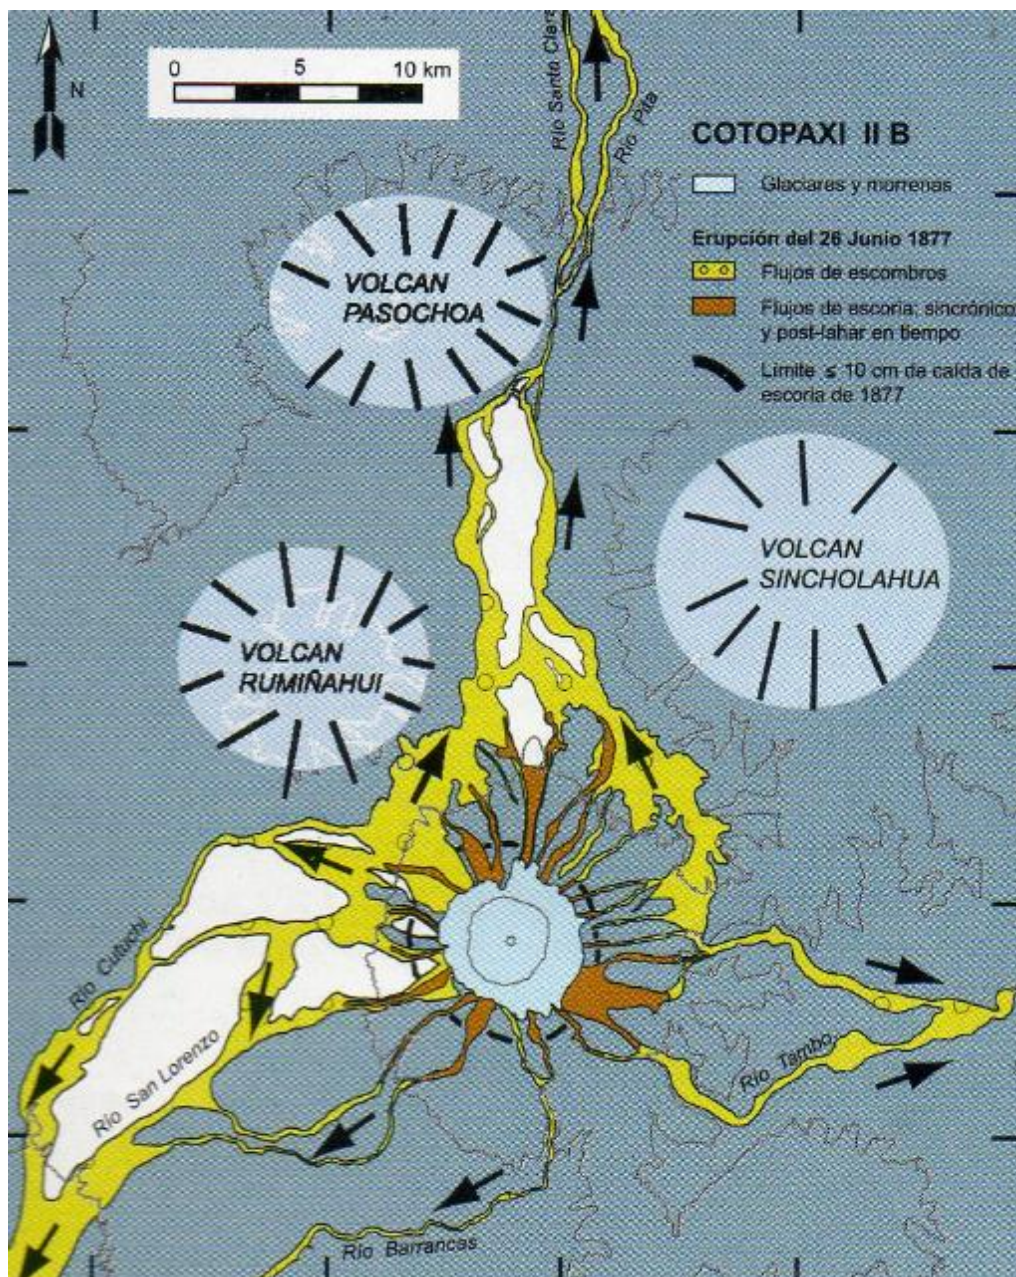 0 5 10 km
N
Río Santa Clara
Río Pita
COTOPAXI II B
Glaciares y morrenas
Erupción del 26 Junio 1877
Flujos de escombros
Flujos de escoria; sincrónico
y post-lahar en tiempo
Límite ≤ 10 cm de caída de
escoria de 1877
VOLCAN
PASOCHOA
VOLCAN
SINCHOLAHUA
VOLCAN
RUMIÑAHUI
Río Cutuchi
Río San Lorenzo
Río Tambo
Río Barrancas